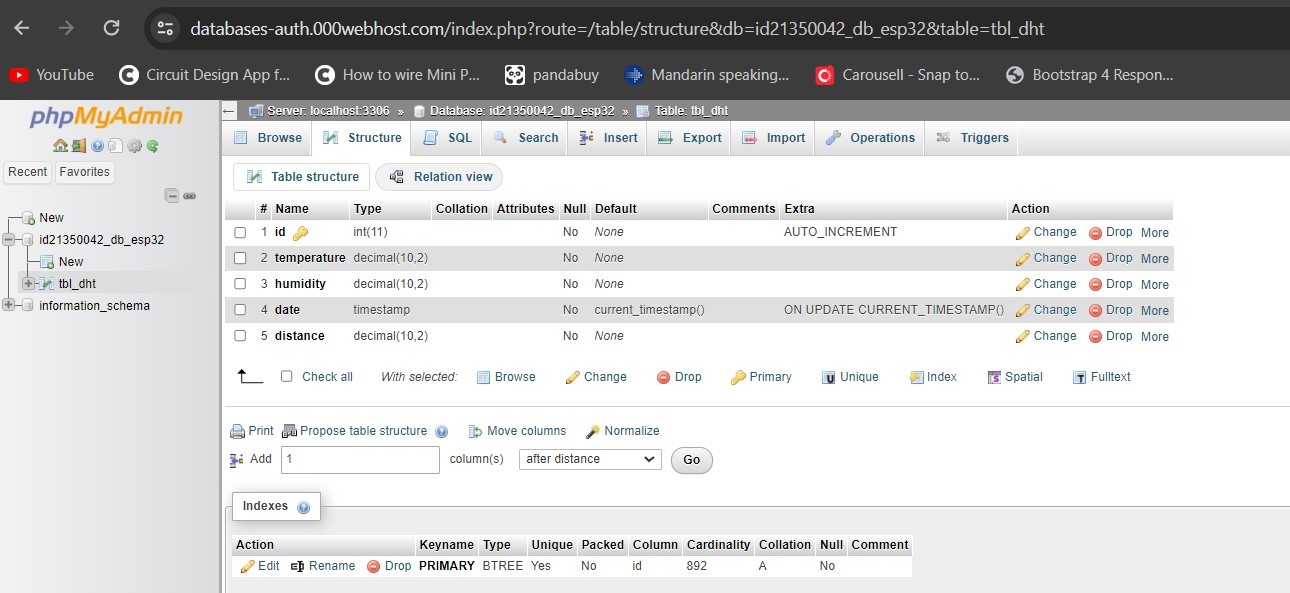 databases-auth.000webhost.com/index.php?route=/table/structure&db=id21350042_db_esp32&table=tbl_dht
YouTube Circuit Design App f... How to wire Mini P... pandabuy Mandarin speaking... Carousell - Snap to... Bootstrap 4 Respon...
phpMyAdmin
Recent Favorites
New
id21350042_db_esp32
New
tbl_dht
information_schema
Server: localhost:3306 » Database: id21350042_db_esp32 » Table: tbl_dht
Browse Structure SQL Search Insert Export Import Operations Triggers
Table structure Relation view
# Name Type Collation Attributes Null Default Comments Extra Action
1 id int(11) No None AUTO_INCREMENT Change Drop More
2 temperature decimal(10,2) No None Change Drop More
3 humidity decimal(10,2) No None Change Drop More
4 date timestamp No current_timestamp() ON UPDATE CURRENT_TIMESTAMP() Change Drop More
5 distance decimal(10,2) No None Change Drop More
Check all With selected: Browse Change Drop Primary Unique Index Spatial Fulltext
Print Propose table structure Move columns Normalize
Add 1 column(s) after distance Go
Indexes
Action Keyname Type Unique Packed Column Cardinality Collation Null Comment
Edit Rename Drop PRIMARY BTREE Yes No id 892 A No